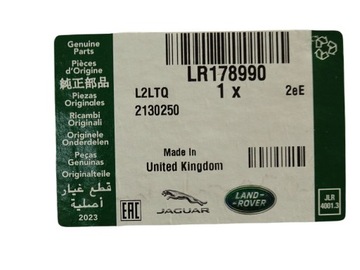 Genuine
Parts
Pièces
d'Origine
純正部品
Piezas
Originales
Ricambi
Originali
Originele
Onderdelen
Peças
Genuínas
Originalteile
قطع غيار
أصلية
2023
LR178990
L2LTQ
1 x
2eE
2130250
Made in
United Kingdom
EAC
JAGUAR
LAND-
ROVER
JLR
4001.3